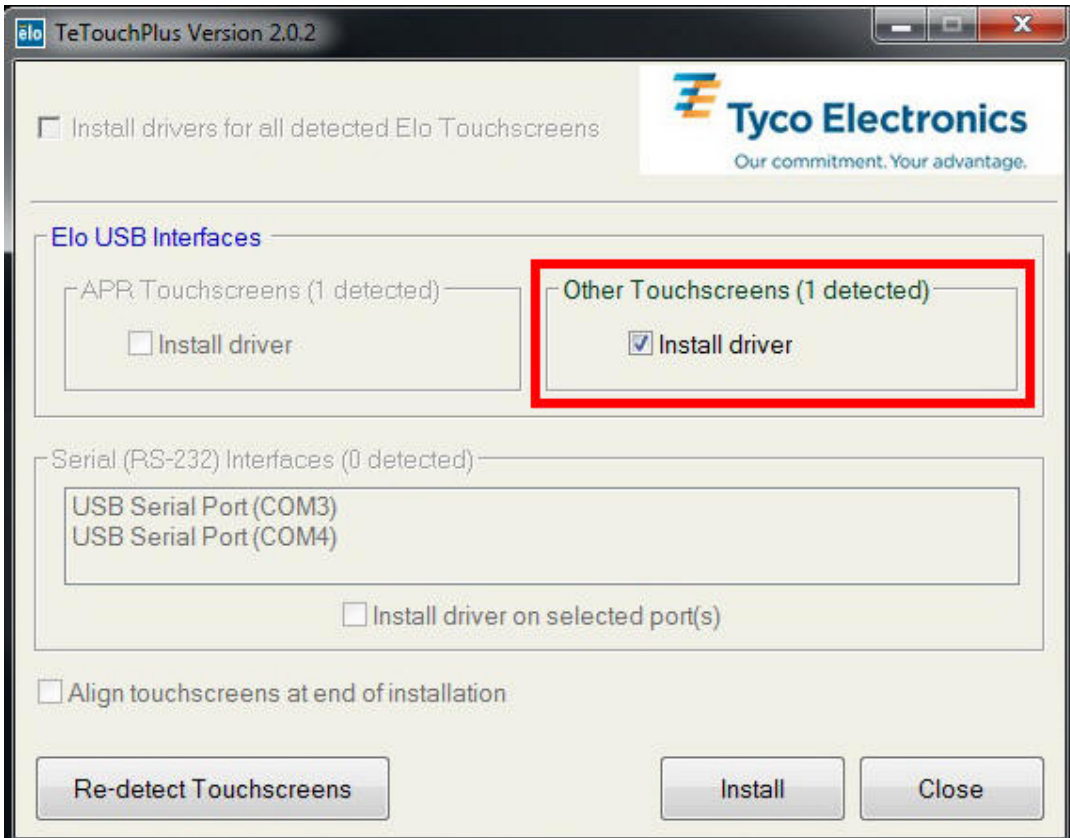 elo TeTouchPlus Version 2.0.2
Install drivers for all detected Elo Touchscreens
Tyco Electronics
Our commitment. Your advantage.
Elo USB Interfaces
APR Touchscreens (1 detected)
Install driver
Other Touchscreens (1 detected)
Install driver
Serial (RS-232) Interfaces (0 detected)
USB Serial Port (COM3)
USB Serial Port (COM4)
Install driver on selected port(s)
Align touchscreens at end of installation
Re-detect Touchscreens
Install
Close